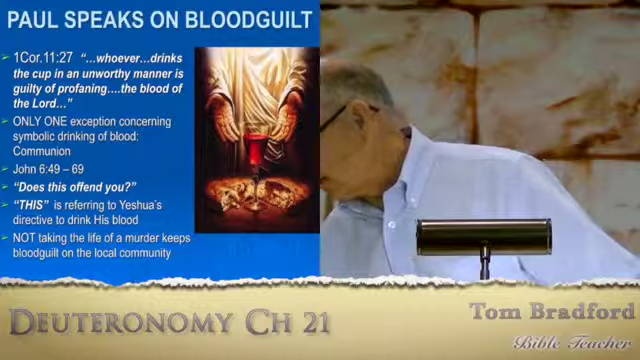 PAUL SPEAKS ON BLOODGUILT
➢ 1Cor.11:27 “…whoever…drinks
the cup in an unworthy manner is
guilty of profaning….the blood of
the Lord…”
➢ ONLY ONE exception concerning
symbolic drinking of blood:
Communion
➢ John 6:49 – 69
➢ “Does this offend you?”
➢ “THIS” is referring to Yeshua’s
directive to drink His blood
➢ NOT taking the life of a murder keeps
bloodguilt on the local community
DEUTERONOMY CH 21
Tom Bradford
Bible Teacher